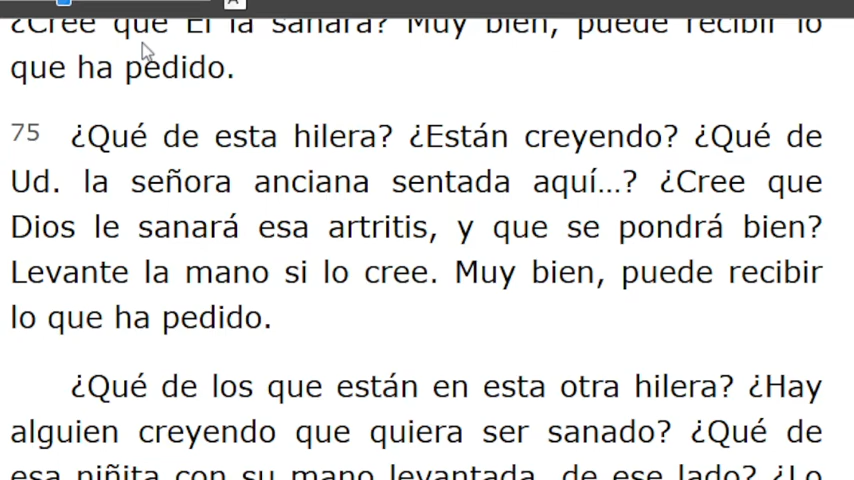 ¿Cree que Él la sanará? Muy bien, puede recibir lo
que ha pedido.
75 ¿Qué de esta hilera? ¿Están creyendo? ¿Qué de
Ud. la señora anciana sentada aquí...? ¿Cree que
Dios le sanará esa artritis, y que se pondrá bien?
Levante la mano si lo cree. Muy bien, puede recibir
lo que ha pedido.
¿Qué de los que están en esta otra hilera? ¿Hay
alguien creyendo que quiera ser sanado? ¿Qué de
esa niñita con su mano levantada, de ese lado? ¿Lo